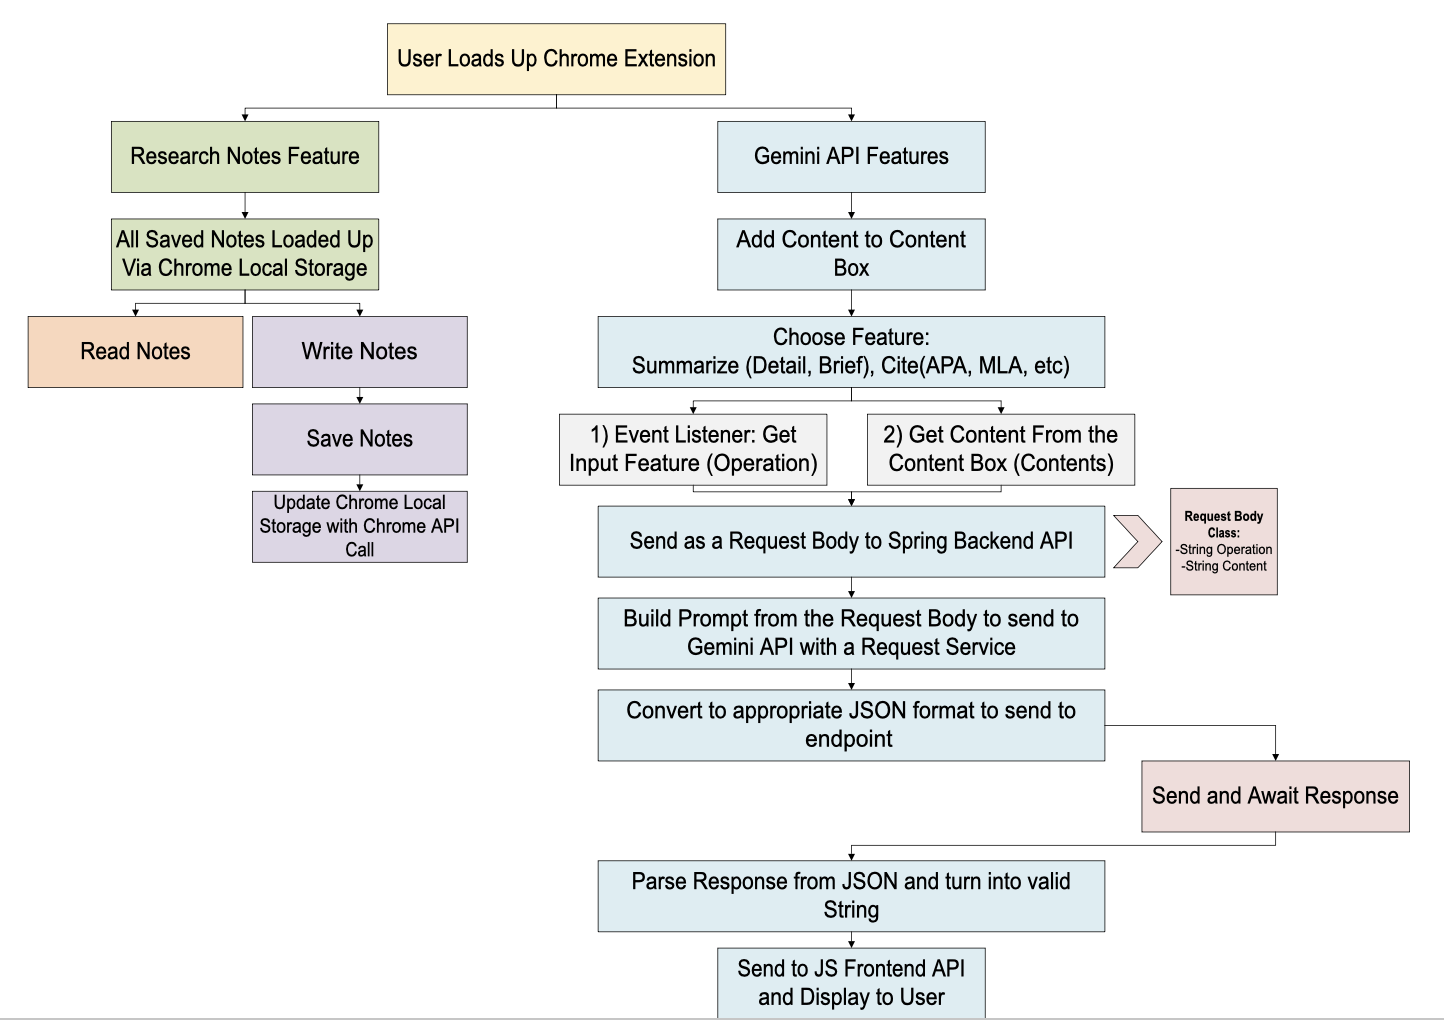 User Loads Up Chrome Extension
Research Notes Feature
Gemini API Features
All Saved Notes Loaded Up
Via Chrome Local Storage
Add Content to Content
Box
Read Notes
Write Notes
Choose Feature:
Summarize (Detail, Brief), Cite(APA, MLA, etc)
Save Notes
1) Event Listener: Get
Input Feature (Operation)
2) Get Content From the
Content Box (Contents)
Update Chrome Local
Storage with Chrome API
Call
Send as a Request Body to Spring Backend API
Request Body
Class:
-String Operation
-String Content
Build Prompt from the Request Body to send to
Gemini API with a Request Service
Convert to appropriate JSON format to send to
endpoint
Send and Await Response
Parse Response from JSON and turn into valid
String
Send to JS Frontend API
and Display to User